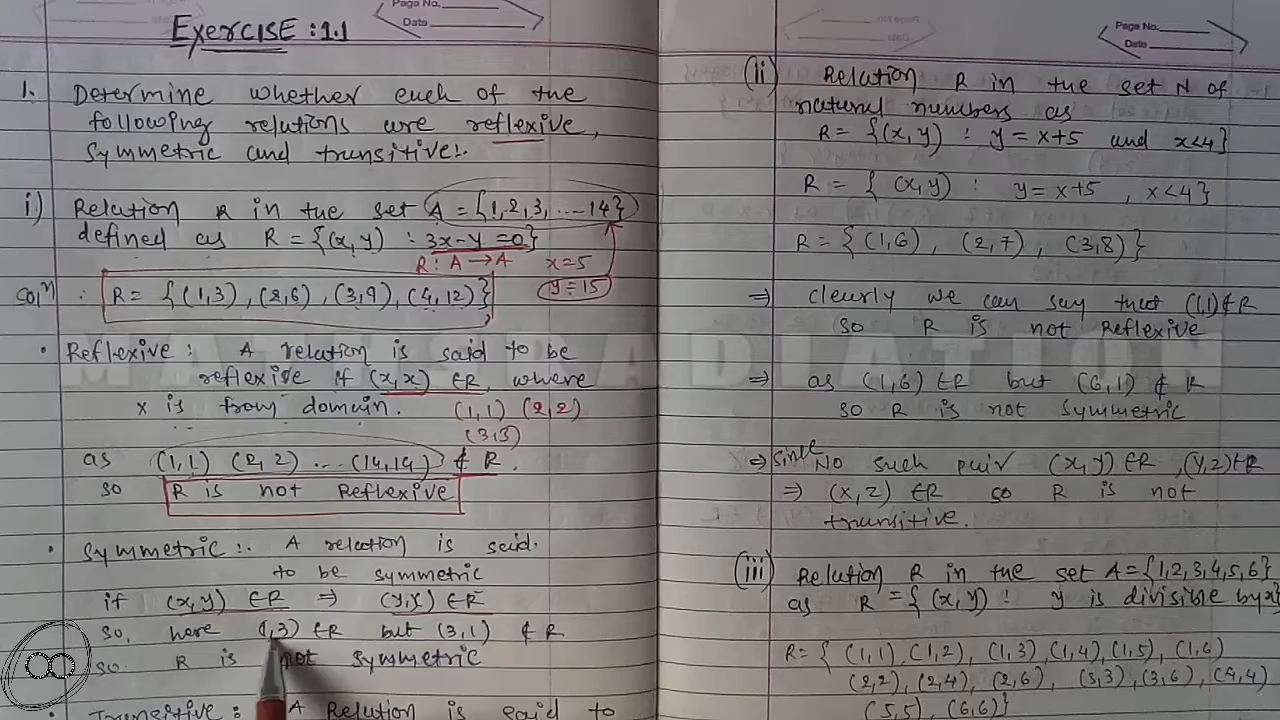 Page No.
Date
Exercise : 1.1
1. Determine whether each of the
following relations are reflexive,
symmetric and transitive:.
i) Relation R in the set A = {1,2,3, ....14}
defined as R = {(x,y) : 3x-y=0}
R : A → A x=5
y=15
Sol,ⁿ : R = {(1,3), (2,6), (3,9), (4,12)}
• Reflexive : A relation is said to be
reflexive if (x,x) ∈R, where
x is from domain. (1,1) (2,2)
(3,3)
as (1,1) (2,2) ... (14,14) ∉ R.
so R is not Reflexive
• Symmetric :. A relation is said.
to be symmetric
if (x,y) ∈R ⇒ (y,x) ∈R
so, here (1,3) ∈R but (3,1) ∉ R
so R is not symmetric
• Transitive : A Relation is said to
Page No.
Date
(ii) Relation R in the set N of
natural numbers as
R = {(x,y) : y = x+5 and x<4}
R = { (x,y) : y = x+5 , x<4}
R = {(1,6) , (2,7) , (3,8)}
⇒ clearly we can say that (1,1)∉R
so R is not Reflexive
⇒ as (1,6) ∈R but (6,1) ∉ R
so R is not symmetric
⇒ since No such pair (x,y) ∈R , (y,z)∈R
⇒ (x,z) ∈R so R is not
transitive.
(iii) Relation R in the set A = {1,2,3,4,5,6}
as R = { (x,y) : y is divisible by x}
R = { (1,1) (1,2), (1,3) (1,4), (1,5), (1,6)
(2,2), (2,4), (2,6), (3,3), (3,6), (4,4)
(5,5), (6,6)}